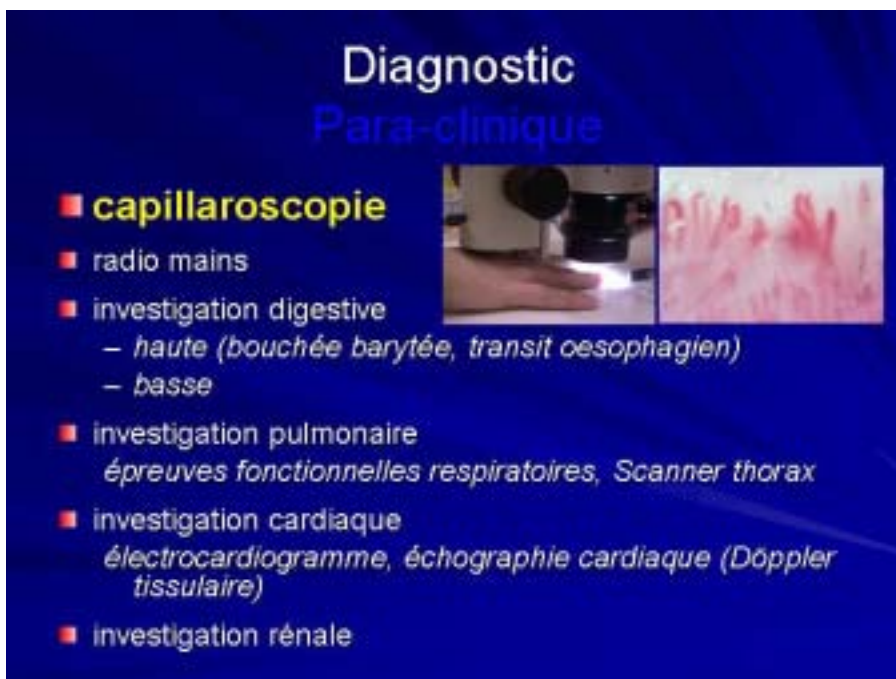 Diagnostic
Para-clinique
capillaroscopie
radio mains
investigation digestive
– haute (bouchée barytée, transit oesophagien)
– basse
investigation pulmonaire
épreuves fonctionnelles respiratoires, Scanner thorax
investigation cardiaque
électrocardiogramme, échographie cardiaque (Döppler
tissulaire)
investigation rénale